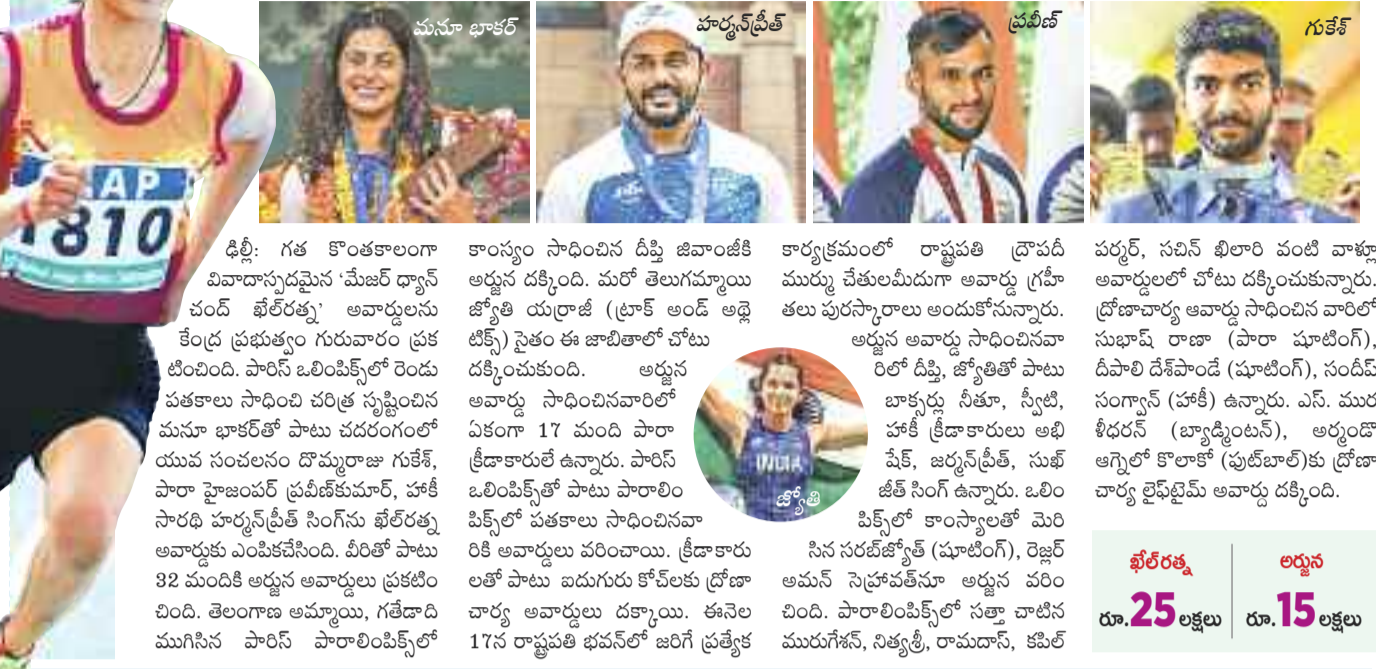 మనూ భాకర్
హర్మన్‌ప్రీత్
ప్రవీణ్
గుకేశ్
AP
1810
ఢిల్లీ: గత కొంతకాలంగా
వివాదాస్పదమైన ‘మేజర్ ధ్యాన్
చంద్ ఖేల్‌రత్న’ అవార్డులను
కేంద్ర ప్రభుత్వం గురువారం ప్రక
టించింది. పారిస్ ఒలింపిక్స్‌లో రెండు
పతకాలు సాధించి చరిత్ర సృష్టించిన
మనూ భాకర్‌తో పాటు చదరంగంలో
యువ సంచలనం దొమ్మరాజు గుకేశ్,
పారా హైజంపర్ ప్రవీణ్‌కుమార్, హాకీ
సారథి హర్మన్‌ప్రీత్ సింగ్‌ను ఖేల్‌రత్న
అవార్డుకు ఎంపికచేసింది. వీరితో పాటు
32 మందికి అర్జున అవార్డులు ప్రకటిం
చింది. తెలంగాణ అమ్మాయి, గతేడాది
ముగిసిన పారిస్ పారాలింపిక్స్‌లో
కాంస్యం సాధించిన దీప్తి జివాంజీకి
అర్జున దక్కింది. మరో తెలుగమ్మాయి
జ్యోతి యర్రాజీ (ట్రాక్ అండ్ అథ్లె
టిక్స్) సైతం ఈ జాబితాలో చోటు
దక్కించుకుంది. అర్జున
అవార్డు సాధించినవారిలో
ఏకంగా 17 మంది పారా
క్రీడాకారులే ఉన్నారు. పారిస్
ఒలింపిక్స్‌తో పాటు పారాలిం
పిక్స్‌లో పతకాలు సాధించినవా
రికి అవార్డులు వరించాయి. క్రీడాకారు
లతో పాటు ఐదుగురు కోచ్‌లకు ద్రోణా
చార్య అవార్డులు దక్కాయి. ఈనెల
17న రాష్ట్రపతి భవన్‌లో జరిగే ప్రత్యేక
INDIA
జ్యోతి
కార్యక్రమంలో రాష్ట్రపతి ద్రౌపదీ
ముర్ము చేతులమీదుగా అవార్డు గ్రహీ
తలు పురస్కారాలు అందుకోనున్నారు.
అర్జున అవార్డు సాధించినవా
రిలో దీప్తి, జ్యోతితో పాటు
బాక్సర్లు నీతూ, స్వీటి,
హాకీ క్రీడాకారులు అభి
షేక్, జర్మన్‌ప్రీత్, సుఖ్
జీత్ సింగ్ ఉన్నారు. ఒలిం
పిక్స్‌లో కాంస్యాలతో మెరి
సిన సరబ్‌జ్యోత్ (షూటింగ్), రెజ్లర్
అమన్ సెహ్రావత్‌నూ అర్జున వరిం
చింది. పారాలింపిక్స్‌లో సత్తా చాటిన
మురుగేశన్, నిత్యశ్రీ, రామదాస్, కపిల్
పర్మర్, సచిన్ ఖిలారి వంటి వాళ్లూ
అవార్డులలో చోటు దక్కించుకున్నారు.
ద్రోణాచార్య ఆవార్డు సాధించిన వారిలో
సుభాష్ రాణా (పారా షూటింగ్),
దీపాలి దేశ్‌పాండే (షూటింగ్), సందీప్
సంగ్వాన్ (హాకీ) ఉన్నారు. ఎస్. ముర
ళీధరన్ (బ్యాడ్మింటన్), అర్మండొ
ఆగ్నెలో కొలాకో (ఫుట్‌బాల్)కు ద్రోణా
చార్య లైఫ్‌టైమ్ అవార్డు దక్కింది.
ఖేల్‌రత్న
రూ.25 లక్షలు
అర్జున
రూ.15 లక్షలు